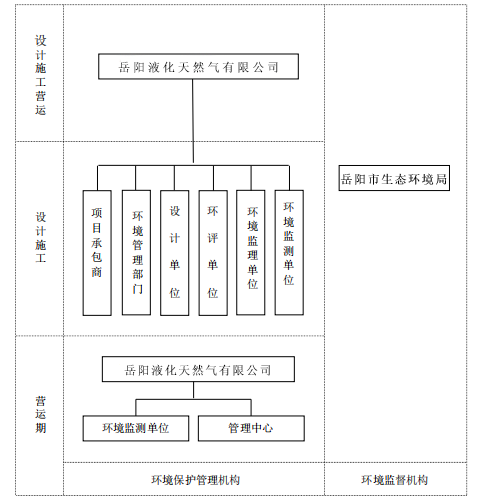 设计施工营运
岳阳液化天然气有限公司
岳阳市生态环境局
设计施工
项目承包商
环境管理部门
设计单位
环评单位
环境监理单位
环境监测单位
营运期
岳阳液化天然气有限公司
环境监测单位
管理中心
环境保护管理机构
环境监督机构